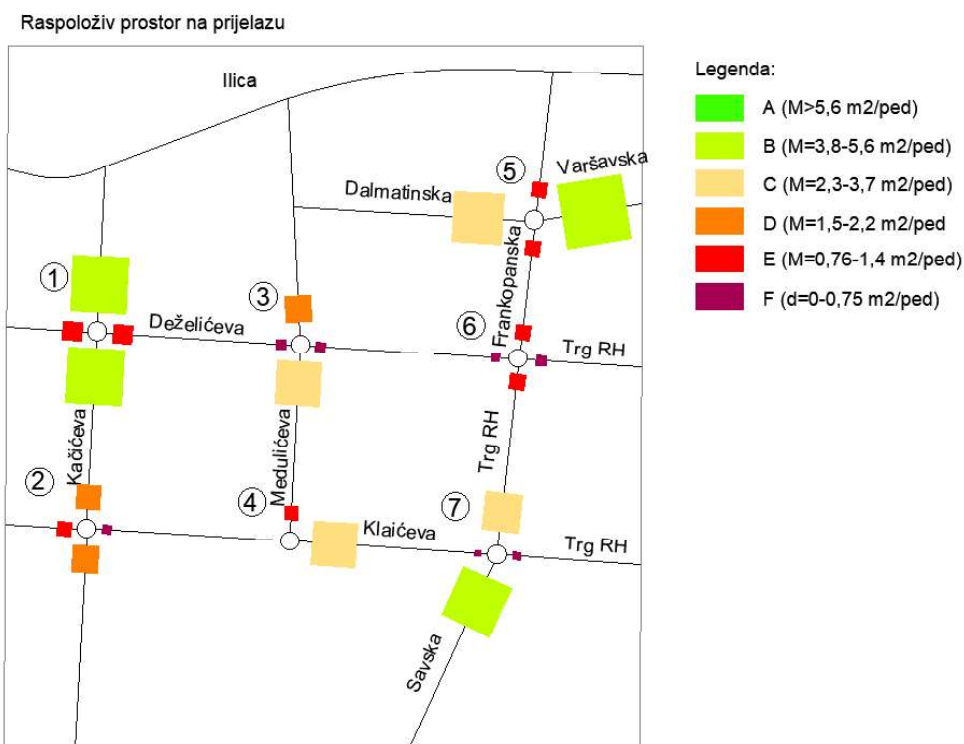 Raspoloživ prostor na prijelazu
Ilica
Legenda:
A (M>5,6 m2/ped)
B (M=3,8-5,6 m2/ped)
C (M=2,3-3,7 m2/ped)
D (M=1,5-2,2 m2/ped
E (M=0,76-1,4 m2/ped)
F (d=0-0,75 m2/ped)
5
Varšavska
Dalmatinska
Frankopanska
1
3
Deželićeva
6
Trg RH
Kačićeva
Medulićeva
Trg RH
2
4
7
Klaićeva
Trg RH
Savska